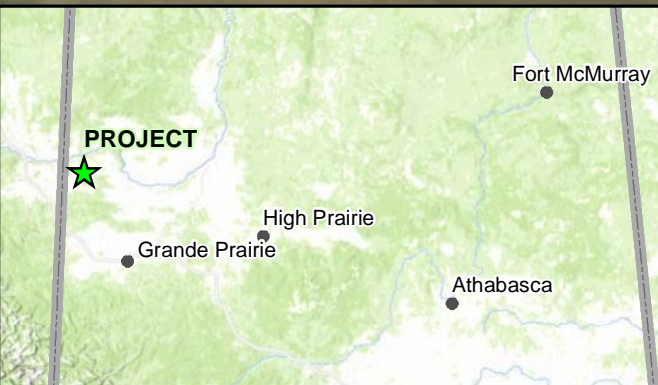 Fort McMurray
PROJECT
High Prairie
Grande Prairie
Athabasca